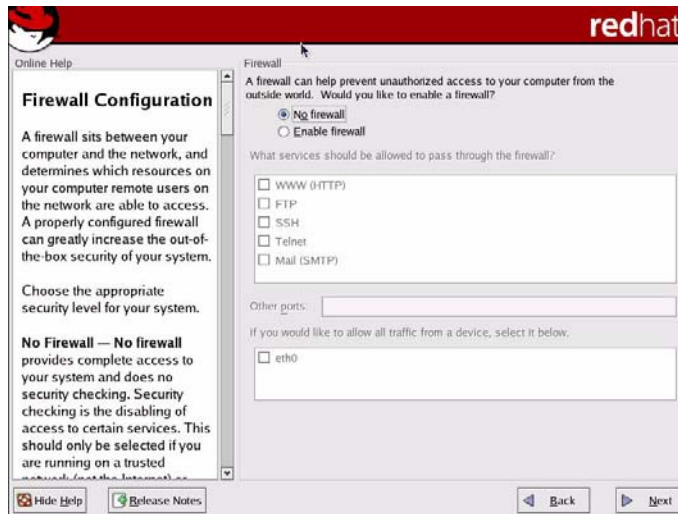 redhat
Online Help
Firewall Configuration
A firewall sits between your
computer and the network, and
determines which resources on
your computer remote users on
the network are able to access.
A properly configured firewall
can greatly increase the out-of-
the-box security of your system.
Choose the appropriate
security level for your system.
No Firewall — No firewall
provides complete access to
your system and does no
security checking. Security
checking is the disabling of
access to certain services. This
should only be selected if you
are running on a trusted
network (not the Internet) or
Firewall
A firewall can help prevent unauthorized access to your computer from the
outside world. Would you like to enable a firewall?
No firewall
Enable firewall
What services should be allowed to pass through the firewall?
WWW (HTTP)
FTP
SSH
Telnet
Mail (SMTP)
Other ports:
If you would like to allow all traffic from a device, select it below.
eth0
Hide Help
Release Notes
Back
Next